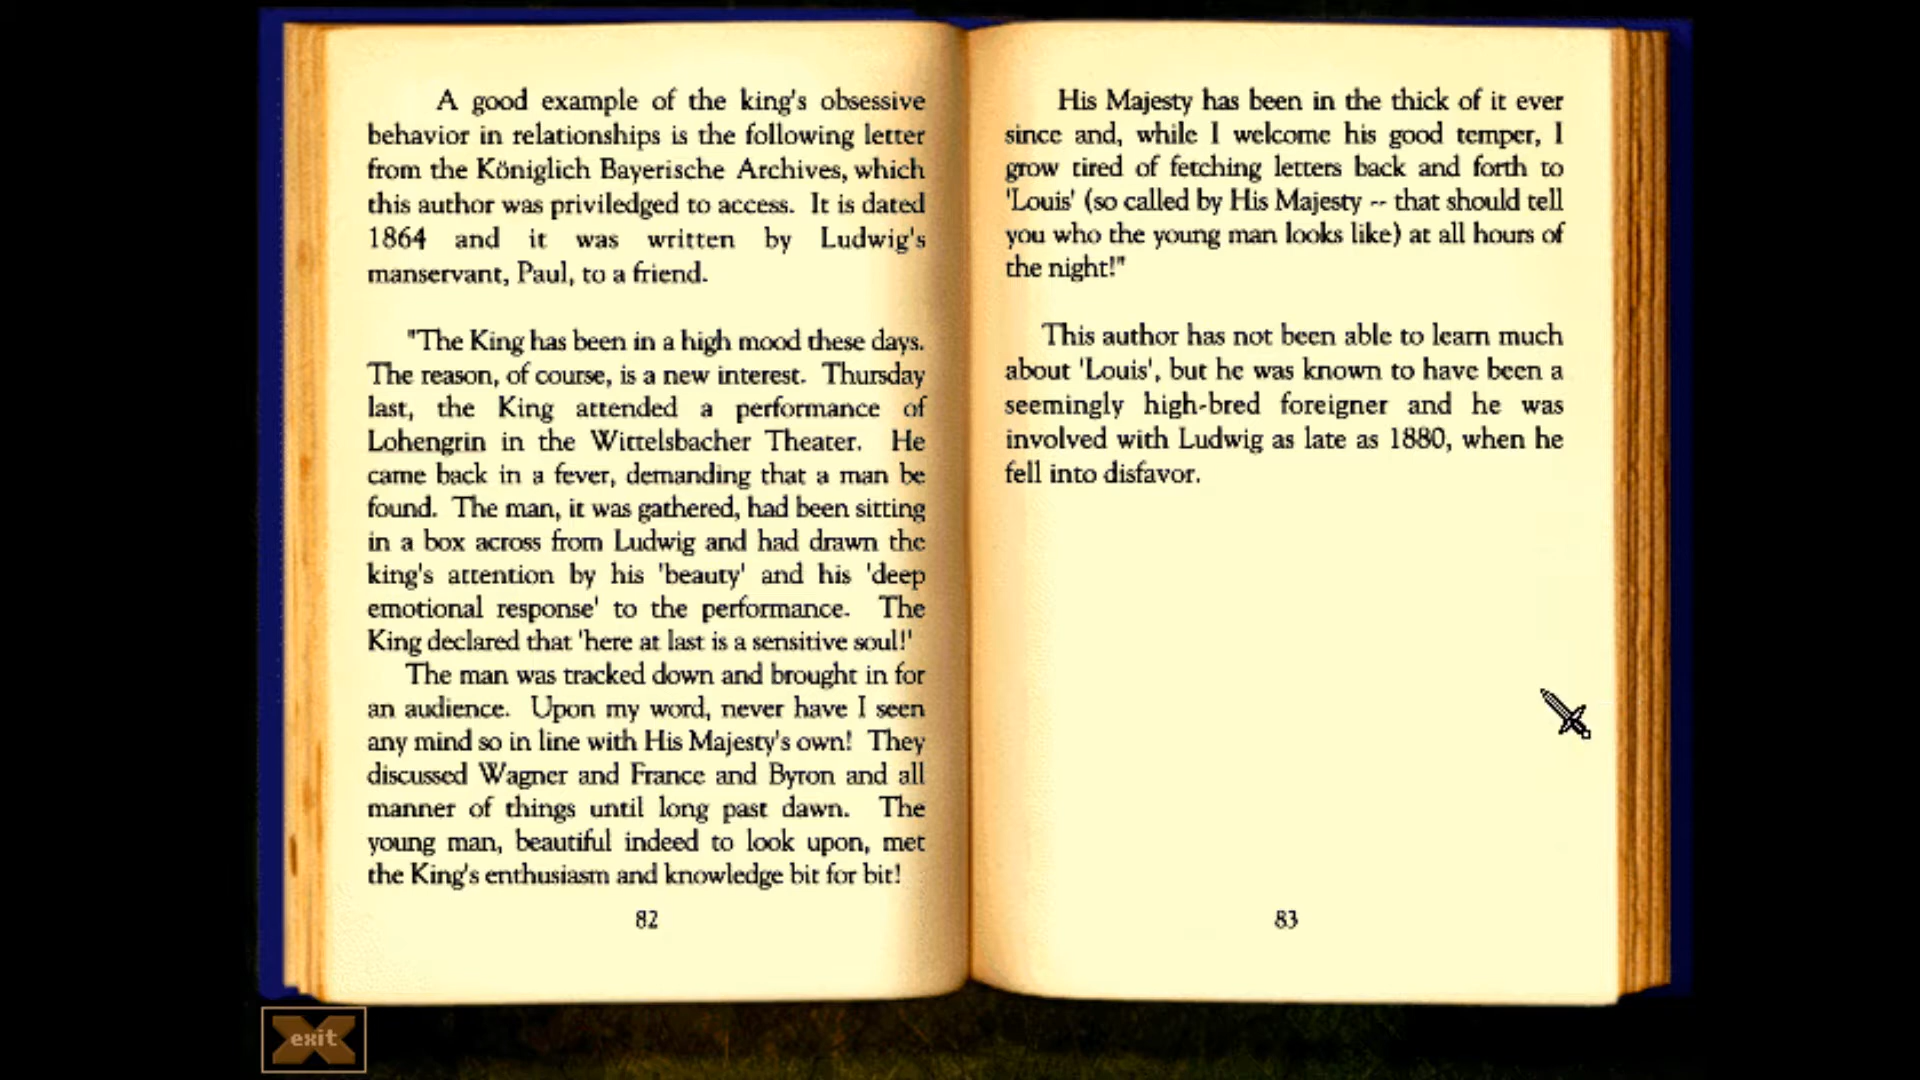 A good example of the king's obsessive
behavior in relationships is the following letter
from the Königlich Bayerische Archives, which
this author was priviledged to access.  It is dated
1864 and it was written by Ludwig's
manservant, Paul, to a friend.
"The King has been in a high mood these days.
The reason, of course, is a new interest.  Thursday
last, the King attended a performance of
Lohengrin in the Wittelsbacher Theater.  He
came back in a fever, demanding that a man be
found.  The man, it was gathered, had been sitting
in a box across from Ludwig and had drawn the
king's attention by his 'beauty' and his 'deep
emotional response' to the performance.  The
King declared that 'here at last is a sensitive soul!'
The man was tracked down and brought in for
an audience.  Upon my word, never have I seen
any mind so in line with His Majesty's own!  They
discussed Wagner and France and Byron and all
manner of things until long past dawn.  The
young man, beautiful indeed to look upon, met
the King's enthusiasm and knowledge bit for bit!
82
His Majesty has been in the thick of it ever
since and, while I welcome his good temper, I
grow tired of fetching letters back and forth to
'Louis' (so called by His Majesty -- that should tell
you who the young man looks like) at all hours of
the night!"
This author has not been able to learn much
about 'Louis', but he was known to have been a
seemingly high-bred foreigner and he was
involved with Ludwig as late as 1880, when he
fell into disfavor.
83
exit